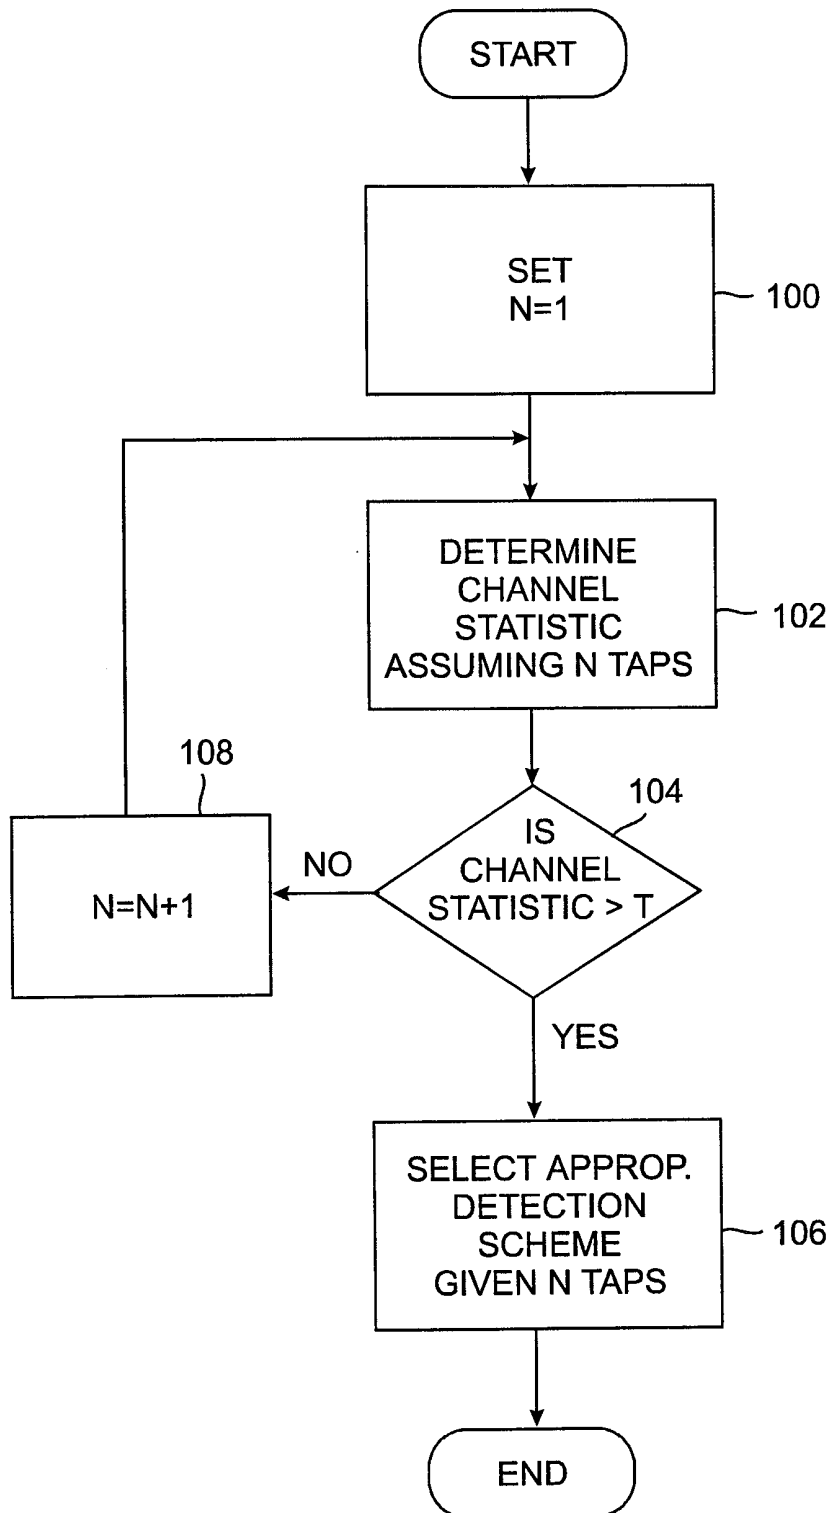 START
SET
N=1
100
DETERMINE
CHANNEL
STATISTIC
ASSUMING N TAPS
102
108
N=N+1
NO
104
IS
CHANNEL
STATISTIC > T
YES
SELECT APPROP.
DETECTION
SCHEME
GIVEN N TAPS
106
END